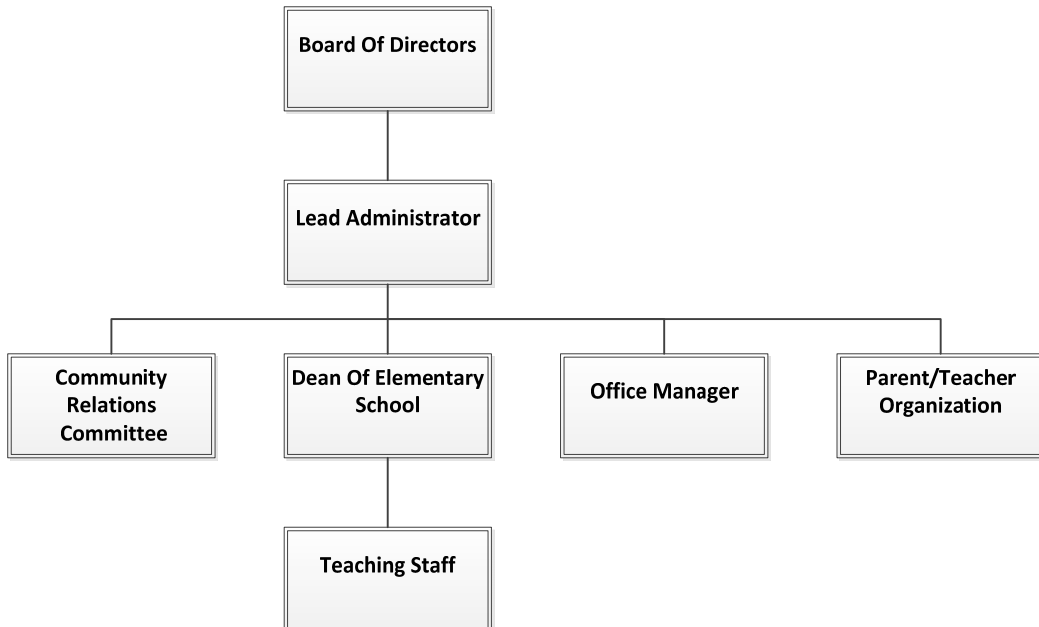 Board Of Directors
Lead Administrator
Community
Relations
Committee
Dean Of Elementary
School
Office Manager
Parent/Teacher
Organization
Teaching Staff